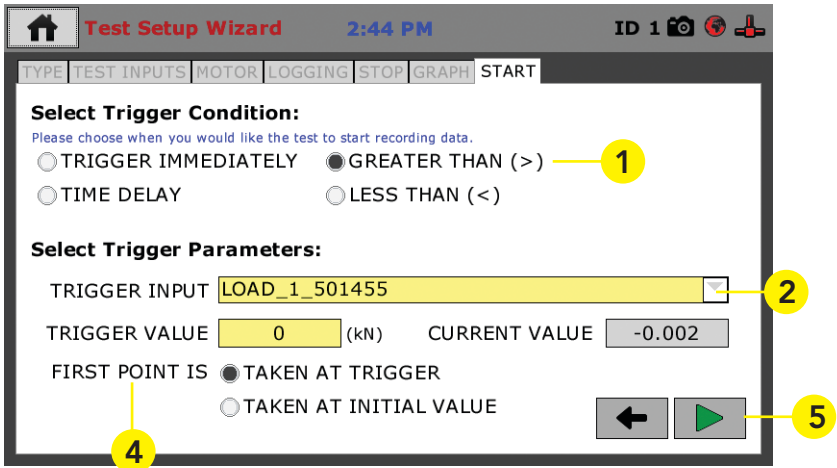 Test Setup Wizard 2:44 PM ID 1
TYPE TEST INPUTS MOTOR LOGGING STOP GRAPH START
Select Trigger Condition:
Please choose when you would like the test to start recording data.
TRIGGER IMMEDIATELY GREATER THAN (>) 1
TIME DELAY LESS THAN (<)
Select Trigger Parameters:
TRIGGER INPUT LOAD_1_501455 2
TRIGGER VALUE 0 (kN) CURRENT VALUE -0.002
FIRST POINT IS TAKEN AT TRIGGER
TAKEN AT INITIAL VALUE 5
4